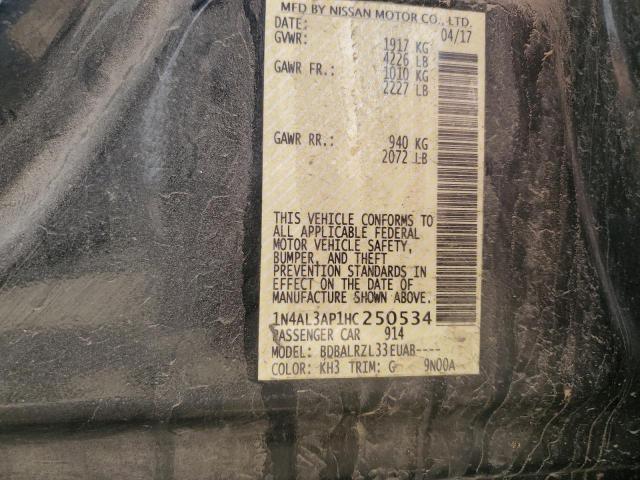 MFD BY NISSAN MOTOR CO., LTD.
DATE: 04/17
GVWR: 1917 KG
4226 LB
GAWR FR.: 1010 KG
2227 LB
GAWR RR.: 940 KG
2072 LB
THIS VEHICLE CONFORMS TO
ALL APPLICABLE FEDERAL
MOTOR VEHICLE SAFETY,
BUMPER, AND THEFT
PREVENTION STANDARDS IN
EFFECT ON THE DATE OF
MANUFACTURE SHOWN ABOVE.
1N4AL3AP1HC250534
PASSENGER CAR 914
MODEL: BDBALRZL33EUAB----
COLOR: KH3 TRIM: G 9N00A